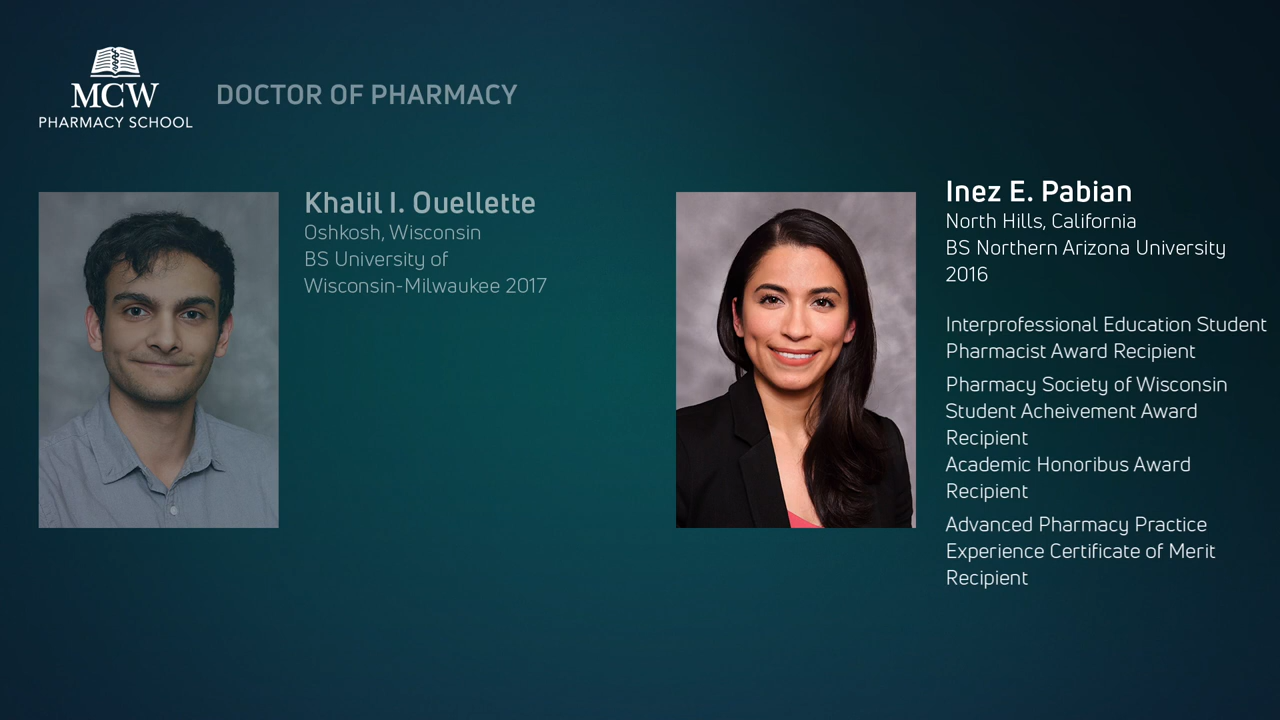 MCW
PHARMACY SCHOOL
DOCTOR OF PHARMACY
Khalil I. Ouellette
Oshkosh, Wisconsin
BS University of
Wisconsin-Milwaukee 2017
Inez E. Pabian
North Hills, California
BS Northern Arizona University
2016
Interprofessional Education Student
Pharmacist Award Recipient
Pharmacy Society of Wisconsin
Student Acheivement Award
Recipient
Academic Honoribus Award
Recipient
Advanced Pharmacy Practice
Experience Certificate of Merit
Recipient